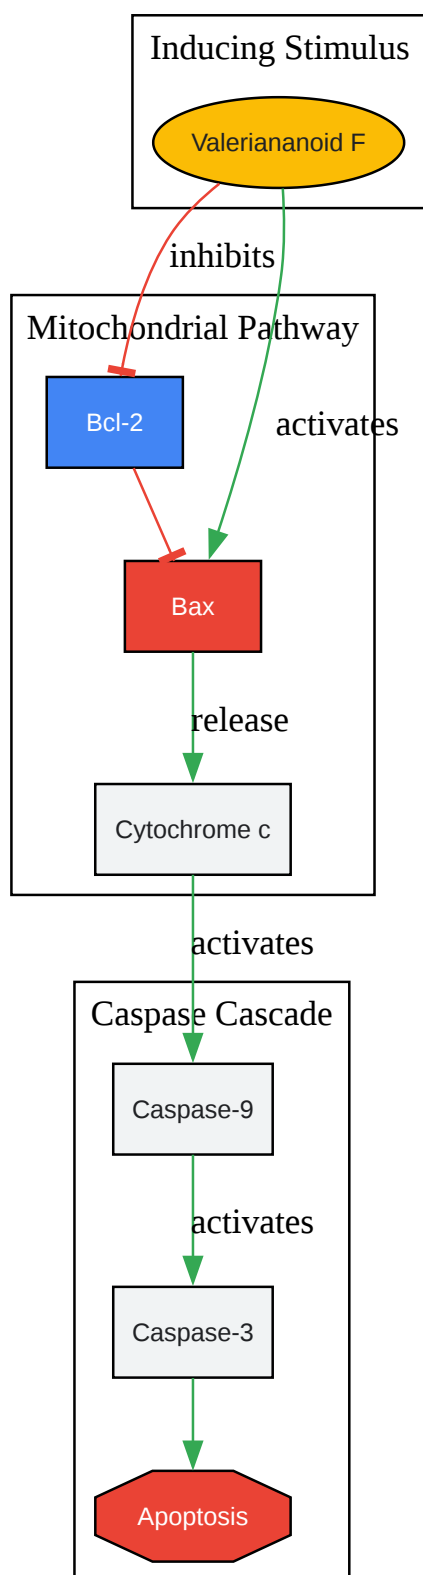 Inducing Stimulus
Valeriananoid F
inhibits
Mitochondrial Pathway
Bcl-2
activates
Bax
release
Cytochrome c
activates
Caspase Cascade
Caspase-9
activates
Caspase-3
Apoptosis